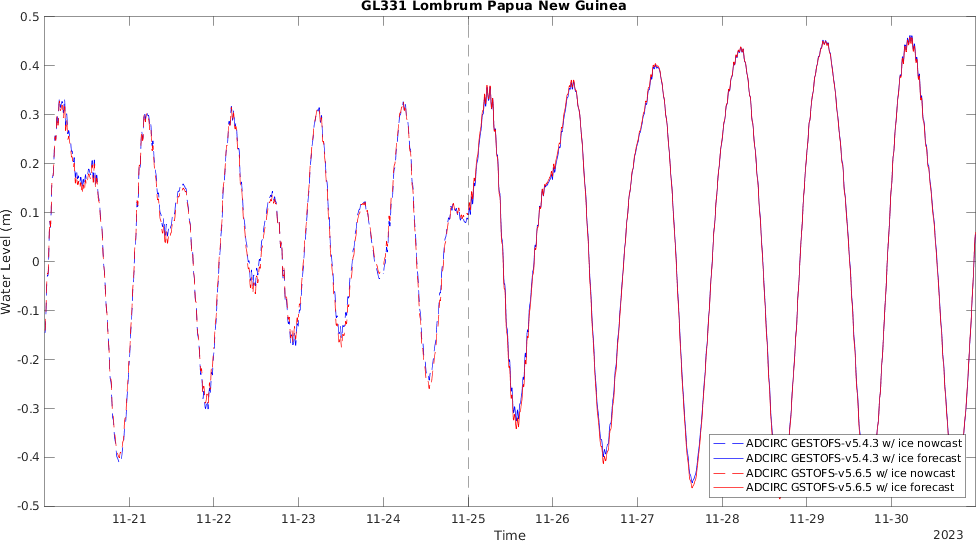 GL331 Lombrum Papua New Guinea
0.5
0.4
0.3
0.2
0.1
0
-0.1
-0.2
-0.3
-0.4
-0.5
Water Level (m)
ADCIRC GESTOFS-v5.4.3 w/ ice nowcast
ADCIRC GESTOFS-v5.4.3 w/ ice forecast
ADCIRC GSTOFS-v5.6.5 w/ ice nowcast
ADCIRC GSTOFS-v5.6.5 w/ ice forecast
11-21 11-22 11-23 11-24 11-25 11-26 11-27 11-28 11-29 11-30
Time
2023